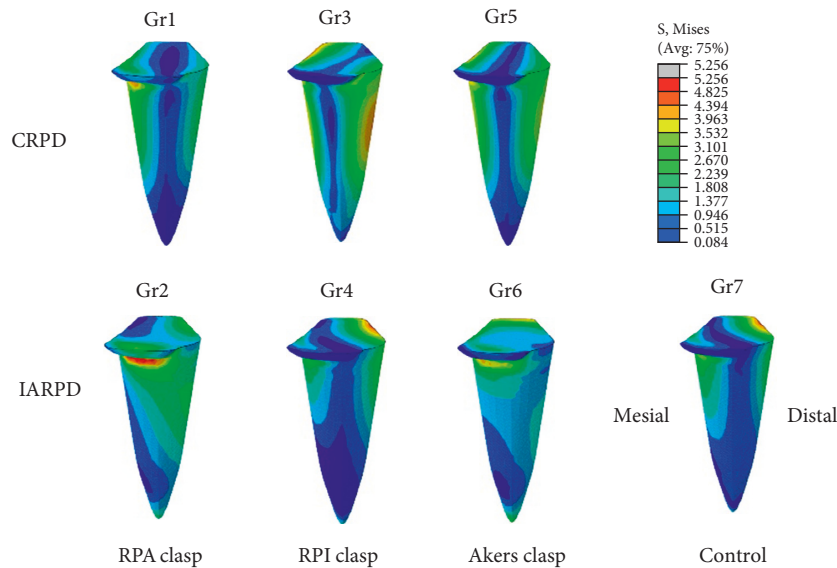 Gr1
Gr3
Gr5
S, Mises
(Avg: 75%)
5.256
5.256
4.825
4.394
3.963
3.532
3.101
2.670
2.239
1.808
1.377
0.946
0.515
0.084
CRPD
Gr2
Gr4
Gr6
Gr7
IARPD
Mesial
Distal
RPA clasp
RPI clasp
Akers clasp
Control